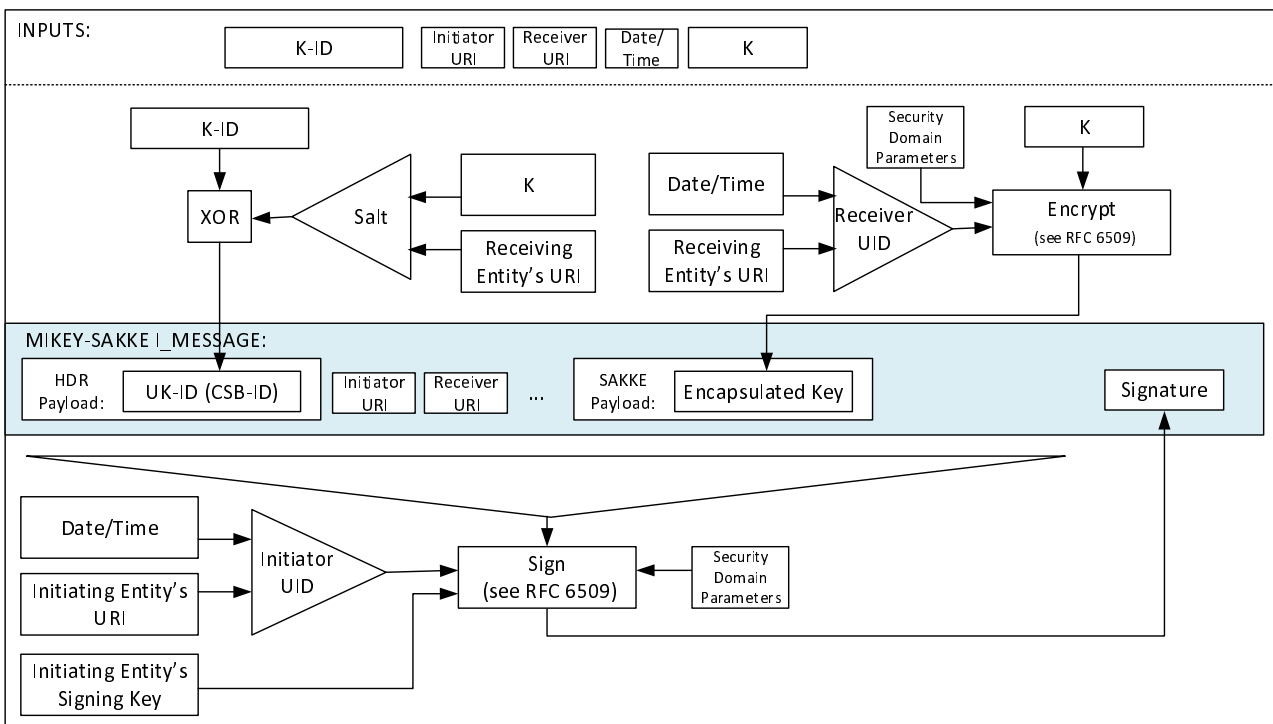 INPUTS:
K-ID
Initiator
URI
Receiver
URI
Date/
Time
K
K-ID
XOR
Salt
K
Receiving
Entity's URI
Date/Time
Receiving
Entity's URI
Receiver
UID
Security
Domain
Parameters
K
Encrypt
(see RFC 6509)
MIKEY-SAKKE I_MESSAGE:
HDR
Payload:
UK-ID (CSB-ID)
Initiator
URI
Receiver
URI
...
SAKKE
Payload:
Encapsulated Key
Signature
Date/Time
Initiating Entity's
URI
Initiating Entity's
Signing Key
Initiator
UID
Sign
(see RFC 6509)
Security
Domain
Parameters